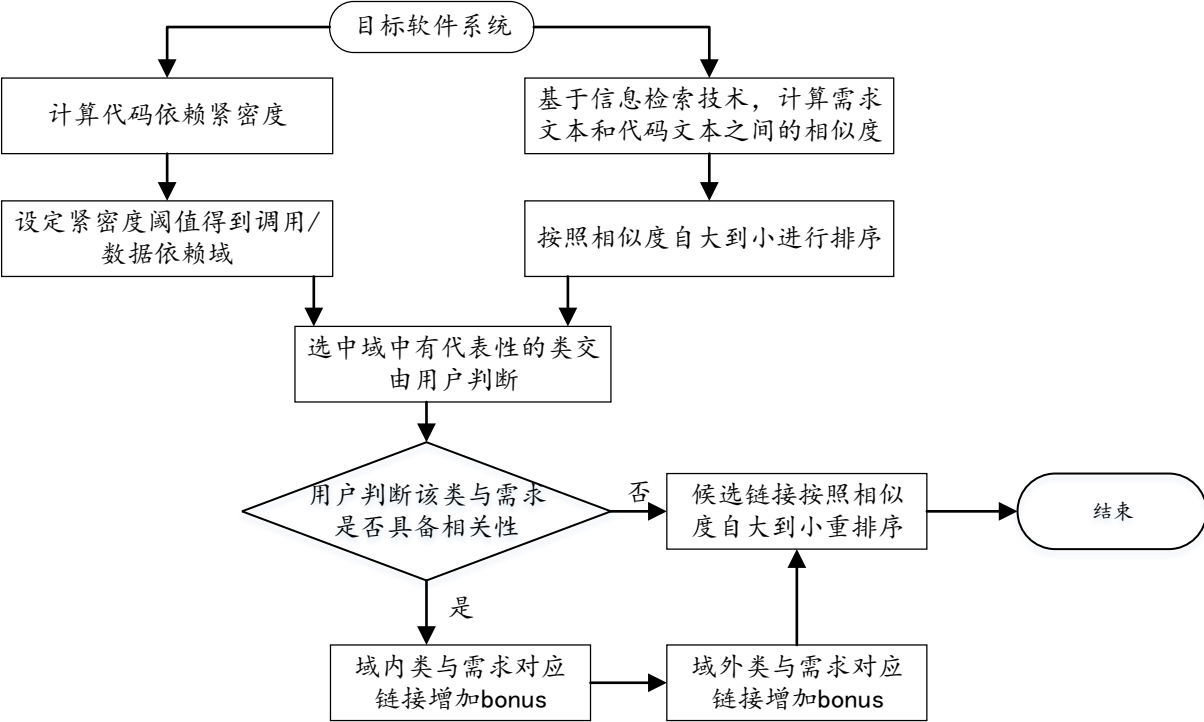 目标软件系统
计算代码依赖紧密度
基于信息检索技术，计算需求
文本和代码文本之间的相似度
设定紧密度阈值得到调用/
数据依赖域
按照相似度自大到小进行排序
选中域中有代表性的类交
由用户判断
用户判断该类与需求
是否具备相关性
否
候选链接按照相似
度自大到小重排序
结束
是
域内类与需求对应
链接增加bonus
域外类与需求对应
链接增加bonus